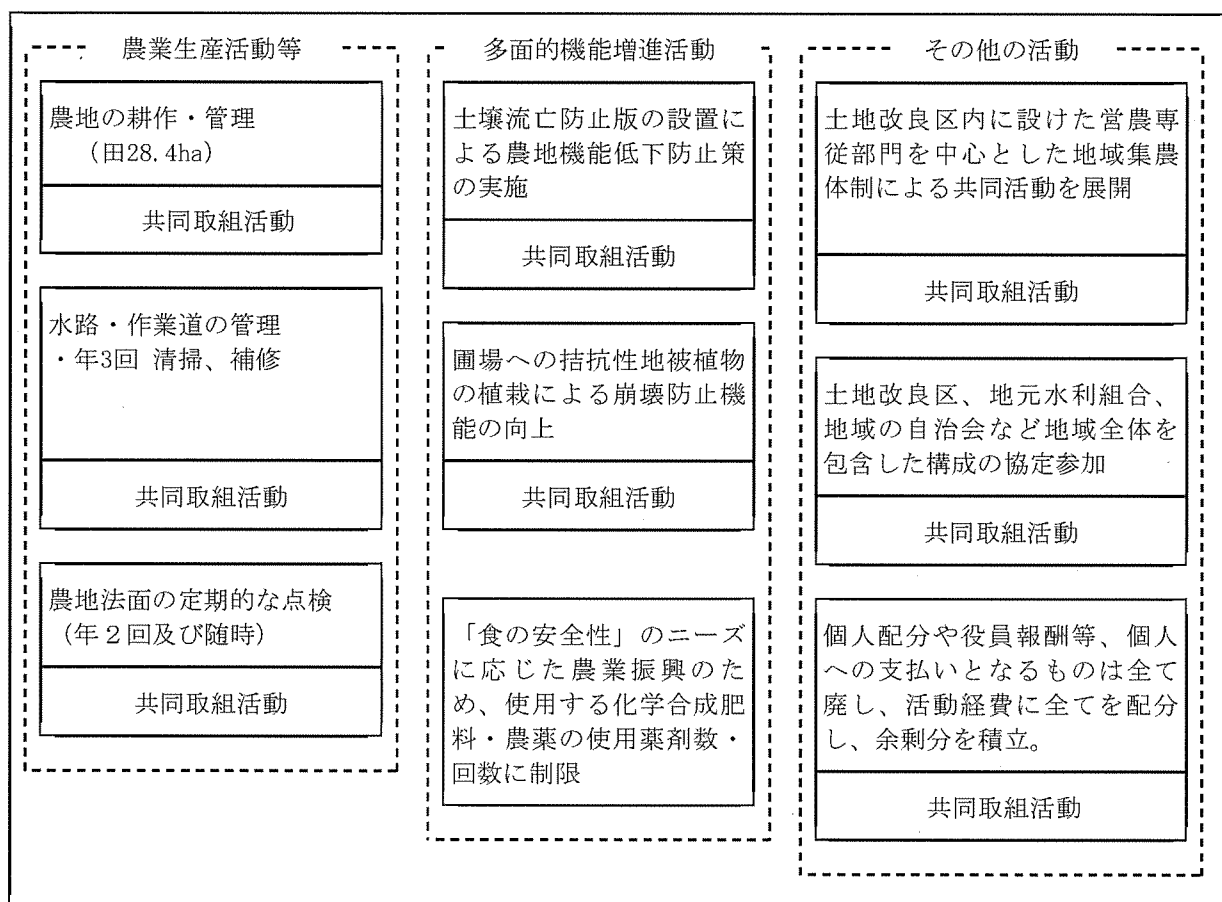 農業生産活動等
農地の耕作・管理
（田28.4ha）
共同取組活動
水路・作業道の管理
・年3回 清掃、補修
共同取組活動
農地法面の定期的な点検
（年２回及び随時）
共同取組活動
多面的機能増進活動
土壌流亡防止版の設置に
よる農地機能低下防止策
の実施
共同取組活動
圃場への拮抗性地被植物
の植栽による崩壊防止機
能の向上
共同取組活動
「食の安全性」のニーズ
に応じた農業振興のた
め、使用する化学合成肥
料・農薬の使用薬剤数・
回数に制限
その他の活動
土地改良区内に設けた営農専
従部門を中心とした地域集農
体制による共同活動を展開
共同取組活動
土地改良区、地元水利組合、
地域の自治会など地域全体を
包含した構成の協定参加
共同取組活動
個人配分や役員報酬等、個人
への支払いとなるものは全て
廃し、活動経費に全てを配分
し、余剰分を積立。
共同取組活動